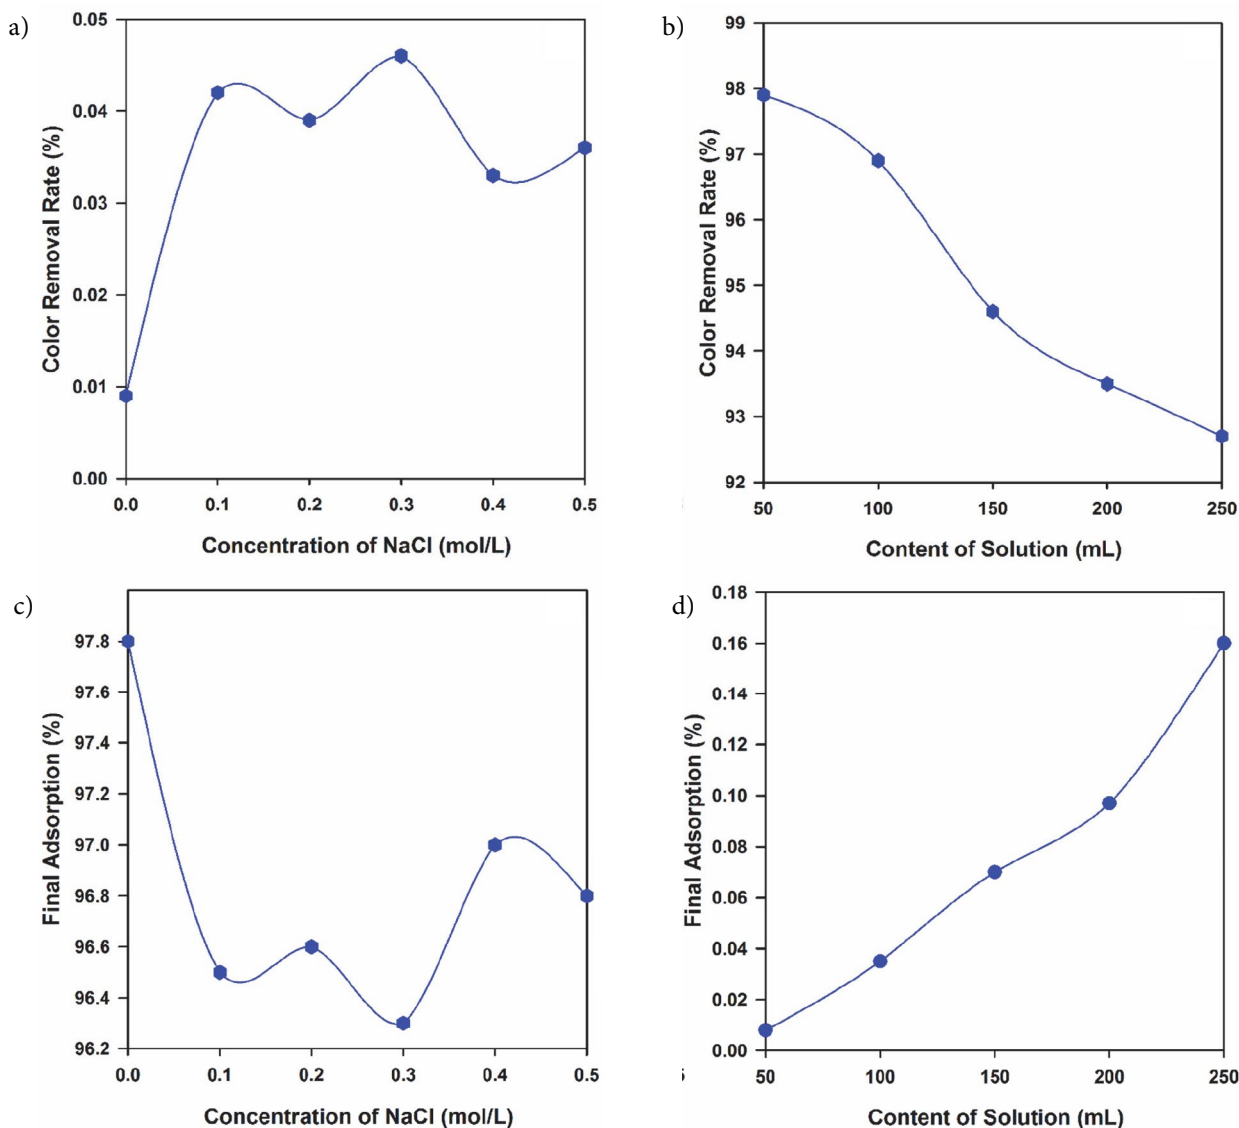 a)
0.05
0.04
0.03
0.02
0.01
0.00
Color Removal Rate (%)
0.0 0.1 0.2 0.3 0.4 0.5
Concentration of NaCl (mol/L)
b)
99
98
97
96
95
94
93
92
Color Removal Rate (%)
50 100 150 200 250
Content of Solution (mL)
c)
97.8
97.6
97.4
97.2
97.0
96.8
96.6
96.4
96.2
Final Adsorption (%)
0.0 0.1 0.2 0.3 0.4 0.5
Concentration of NaCl (mol/L)
d)
0.18
0.16
0.14
0.12
0.10
0.08
0.06
0.04
0.02
0.00
Final Adsorption (%)
50 100 150 200 250
Content of Solution (mL)